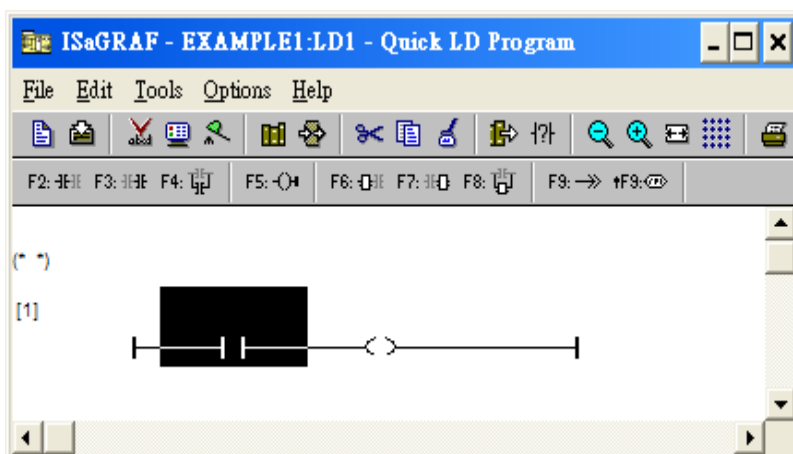 ISaGRAF - EXAMPLE1:LD1 - Quick LD Program
File Edit Tools Options Help
F2: F3: F4: F5: F6: F7: F8: F9: F9:
(* *)
[1]